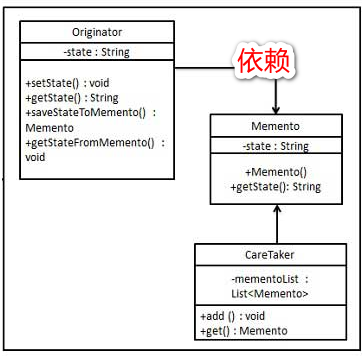 Originator
-state : String
+setState() : void
+getState() : String
+saveStateToMemento() :
Memento
+getStateFromMemento() :
void
依赖
Memento
-state : String
+Memento()
+getState(): String
CareTaker
-mementoList :
List<Memento>
+add () : void
+get() : Memento